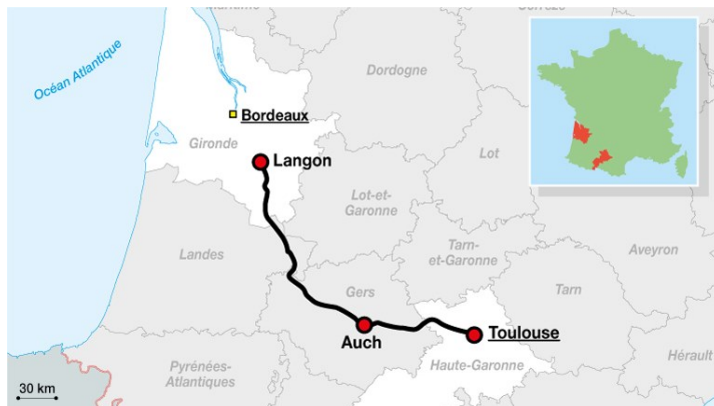 Dordogne
Océan Atlantique
Bordeaux
Gironde
Langon
Lot
Lot-et-
Garonne
Aveyron
Landes
Tarn-
et-Garonne
Gers
Tarn
Auch
Toulouse
Pyrénées-
Atlantiques
Haute-Garonne
Hérault
30 km